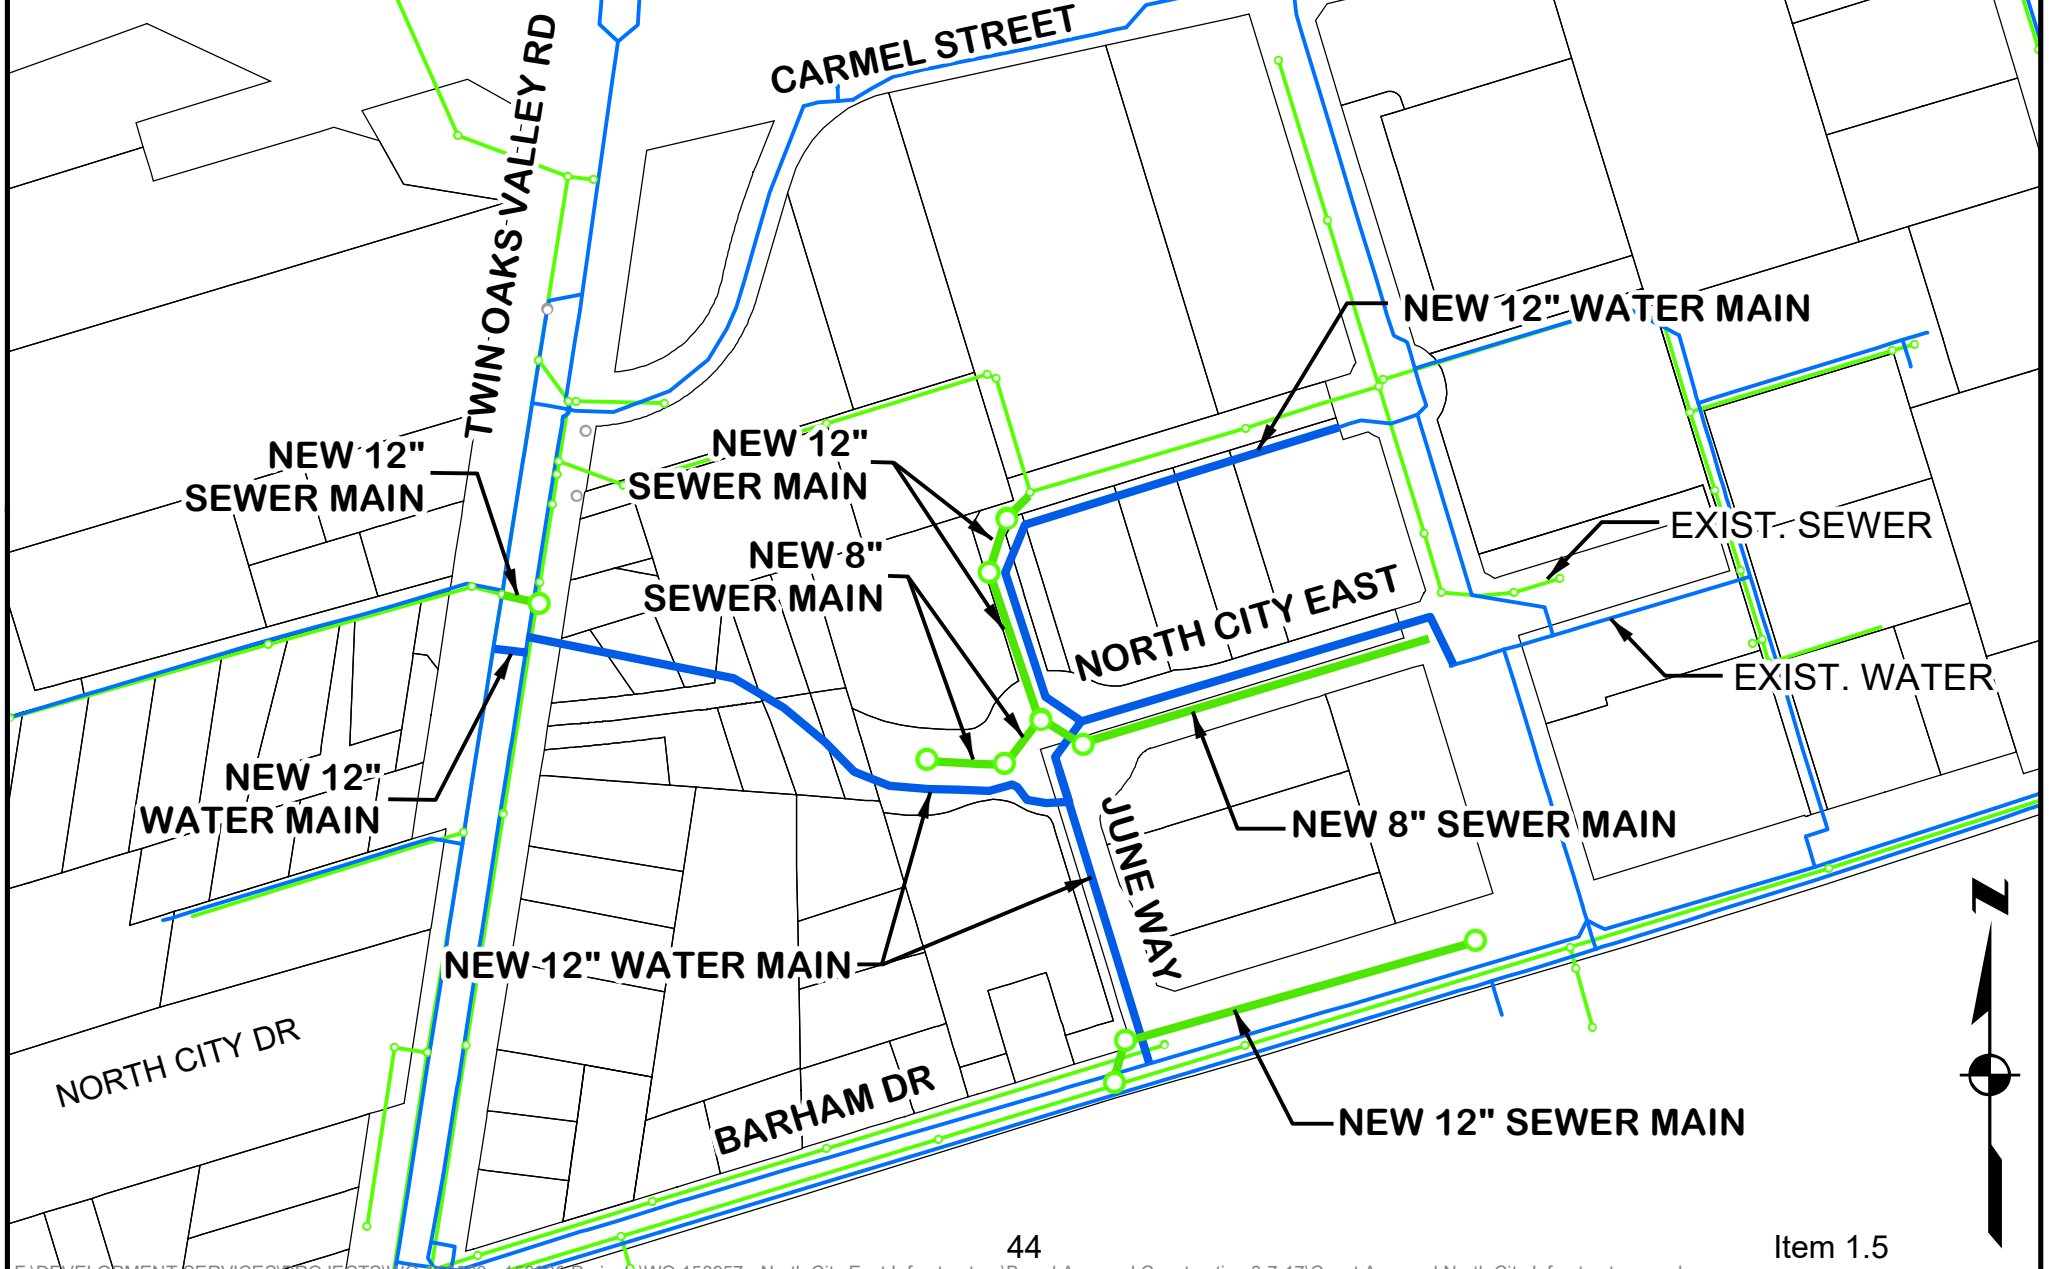 TWIN OAKS VALLEY RD
CARMEL STREET
NEW 12" WATER MAIN
NEW 12"
SEWER MAIN
NEW 12"
SEWER MAIN
NEW 8"
SEWER MAIN
EXIST. SEWER
NORTH CITY EAST
EXIST. WATER
NEW 12"
WATER MAIN
NEW 8" SEWER MAIN
JUNE WAY
NEW 12" WATER MAIN
NORTH CITY DR
BARHAM DR
NEW 12" SEWER MAIN
Z
44
Item 1.5